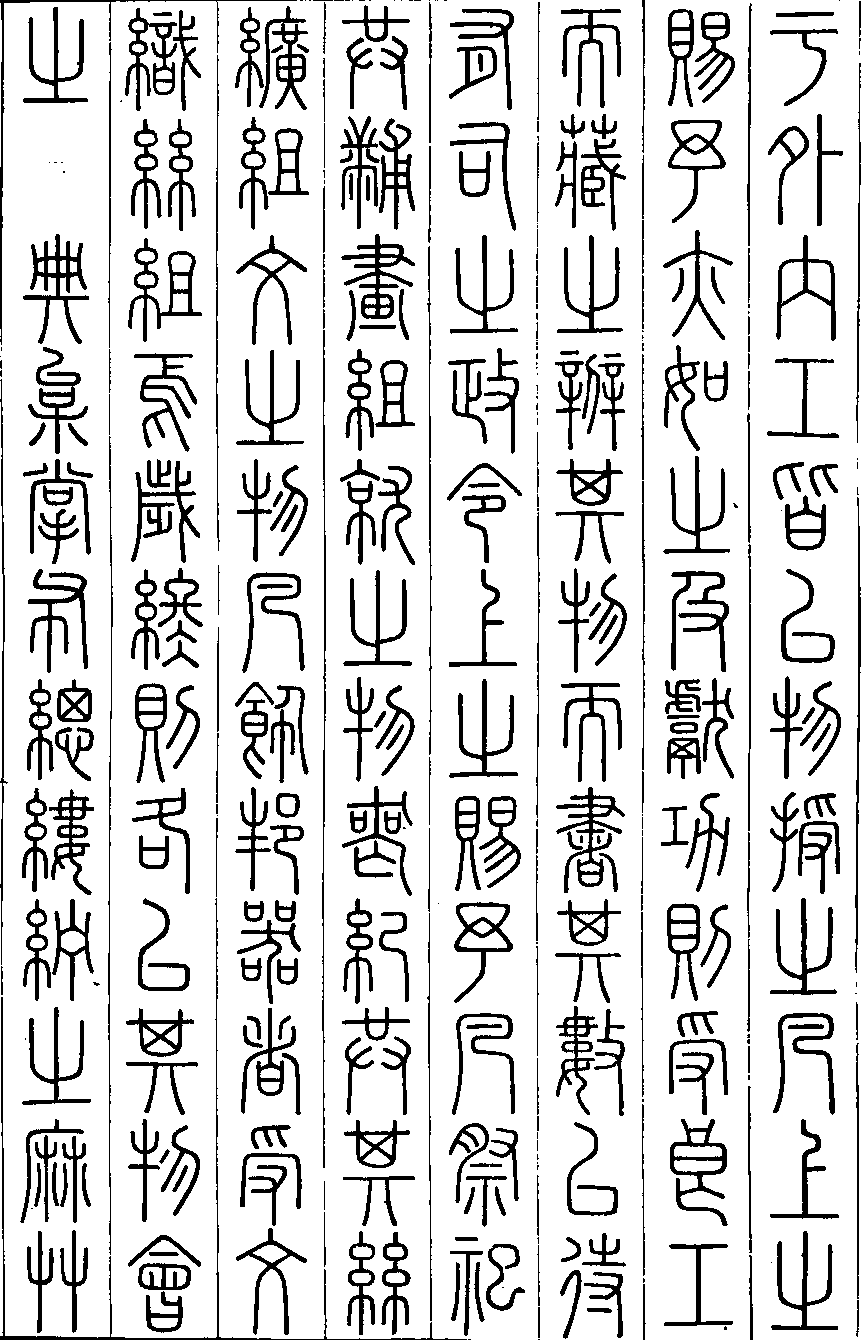 于外內工皆以物授之凡上之
賜予亦如之及獻功則受良工
而藏之辨其物而書其數以待
有司之政令上之賜予凡祭祀
共黼畫組就之物喪紀共其絲
纊組文之物凡飾邦器者受文
織絲組焉歲終則各以其物會
之 典枲掌布緦縷紵之麻艸